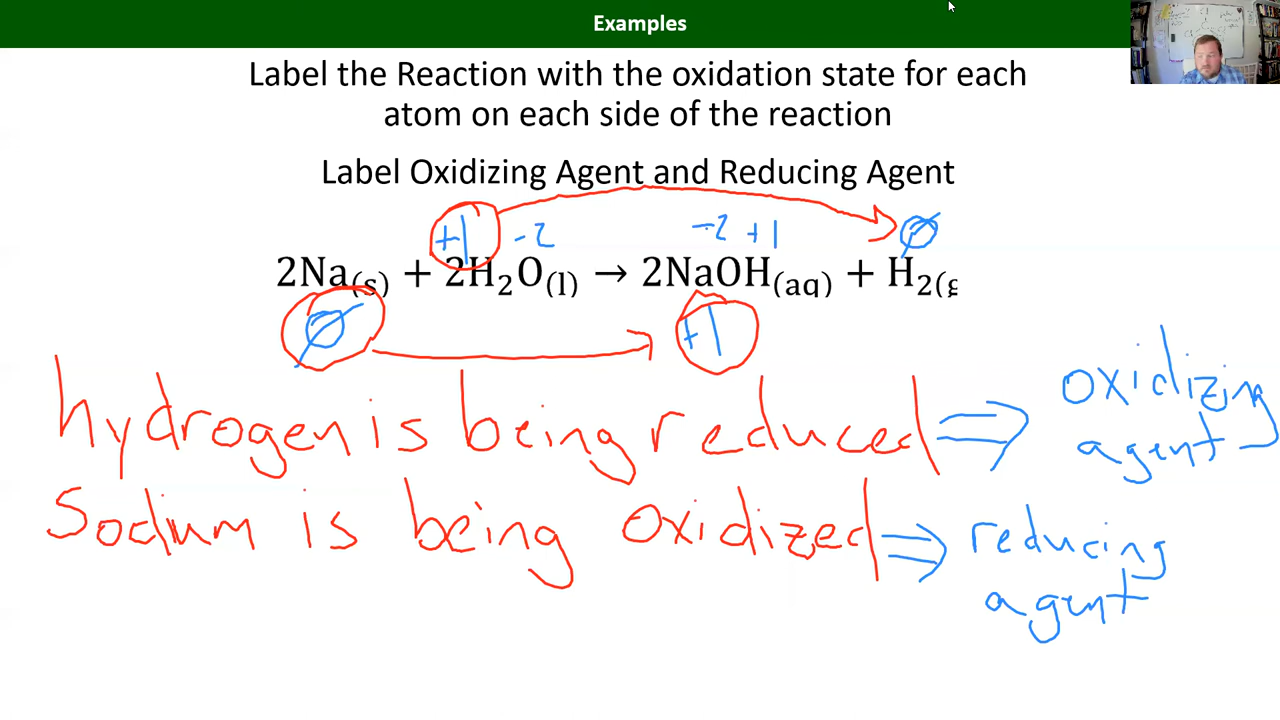 Examples
Label the Reaction with the oxidation state for each
atom on each side of the reaction
Label Oxidizing Agent and Reducing Agent
+1 -2 -2 +1 ∅
2Na(s) + 2H₂O(l) → 2NaOH(aq) + H₂(g
∅ +1
hydrogen is being reduced ⇒ oxidizing
agent
Sodium is being oxidized ⇒ reducing
agent